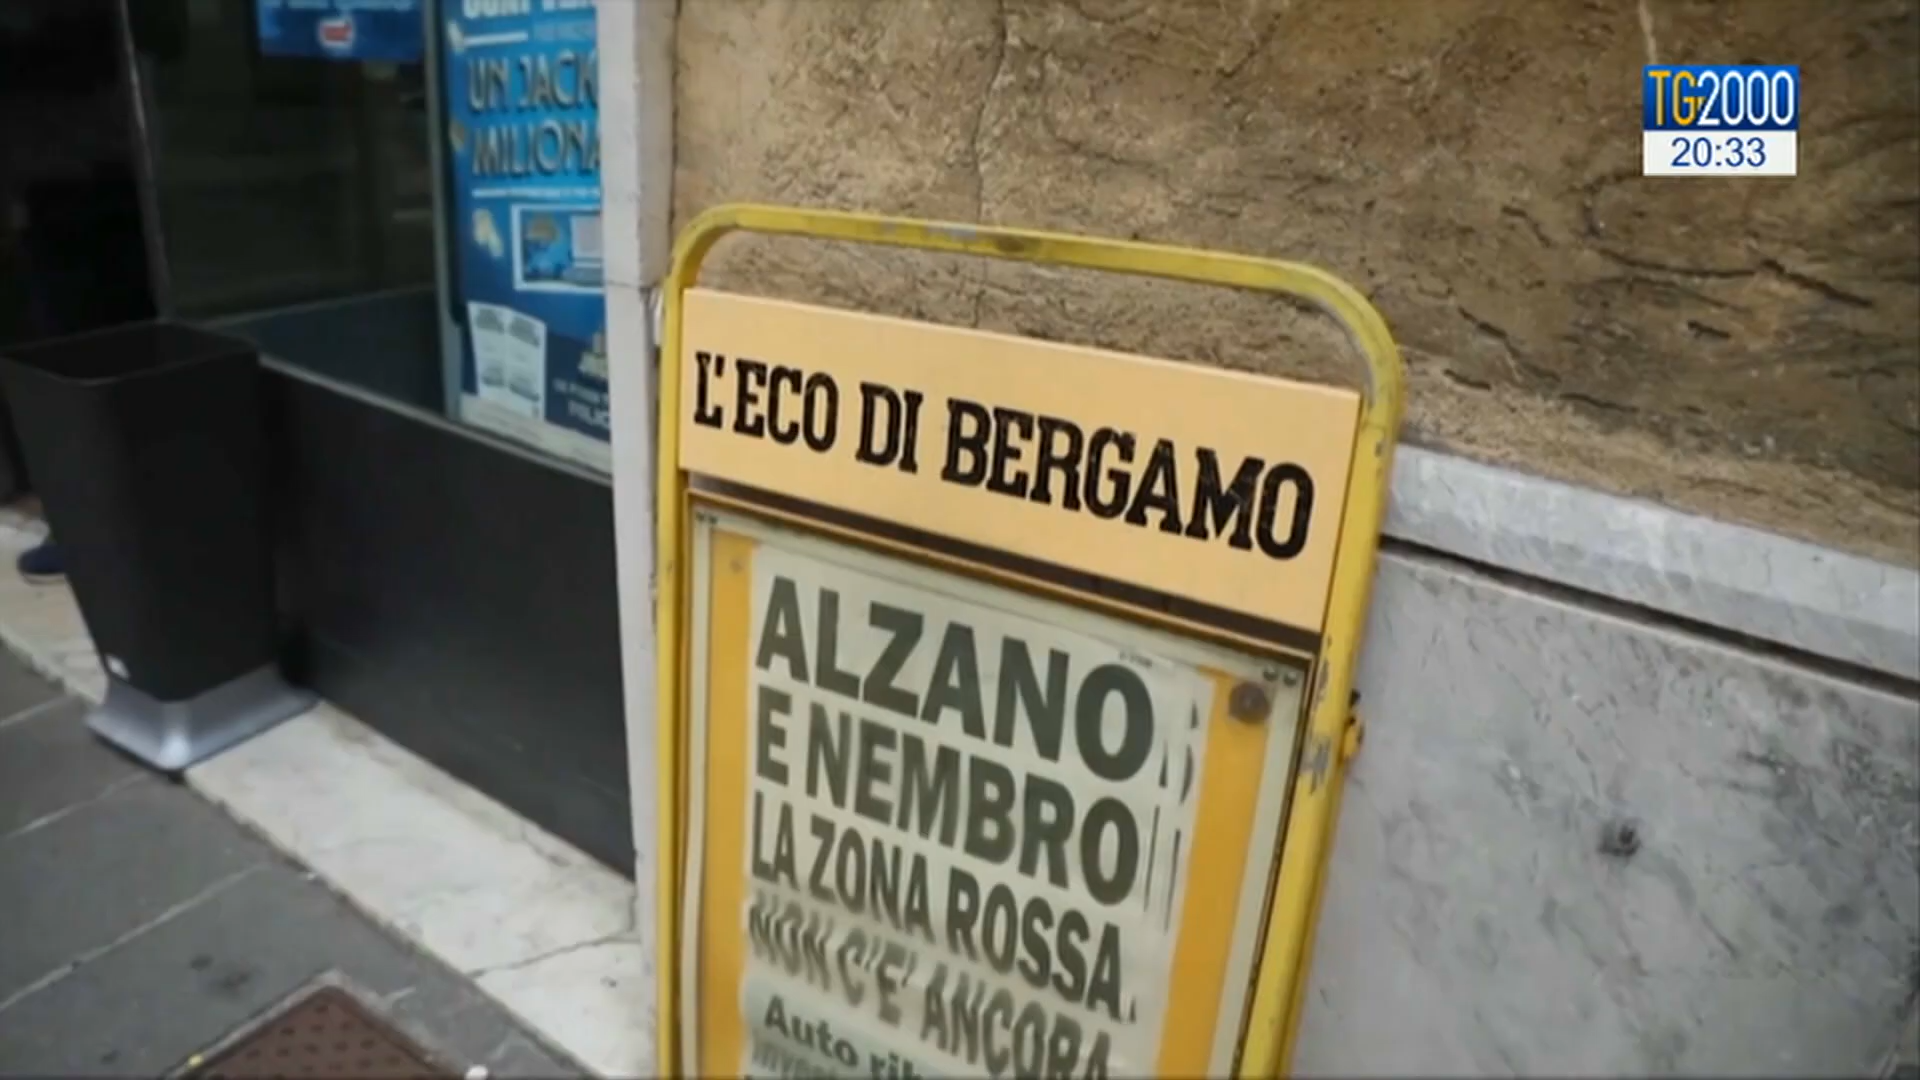 UN JACK
MILIONA
TG2000
20:33
L'ECO DI BERGAMO
ALZANO
E NEMBRO
LA ZONA ROSSA
NON C'E' ANCORA
Auto